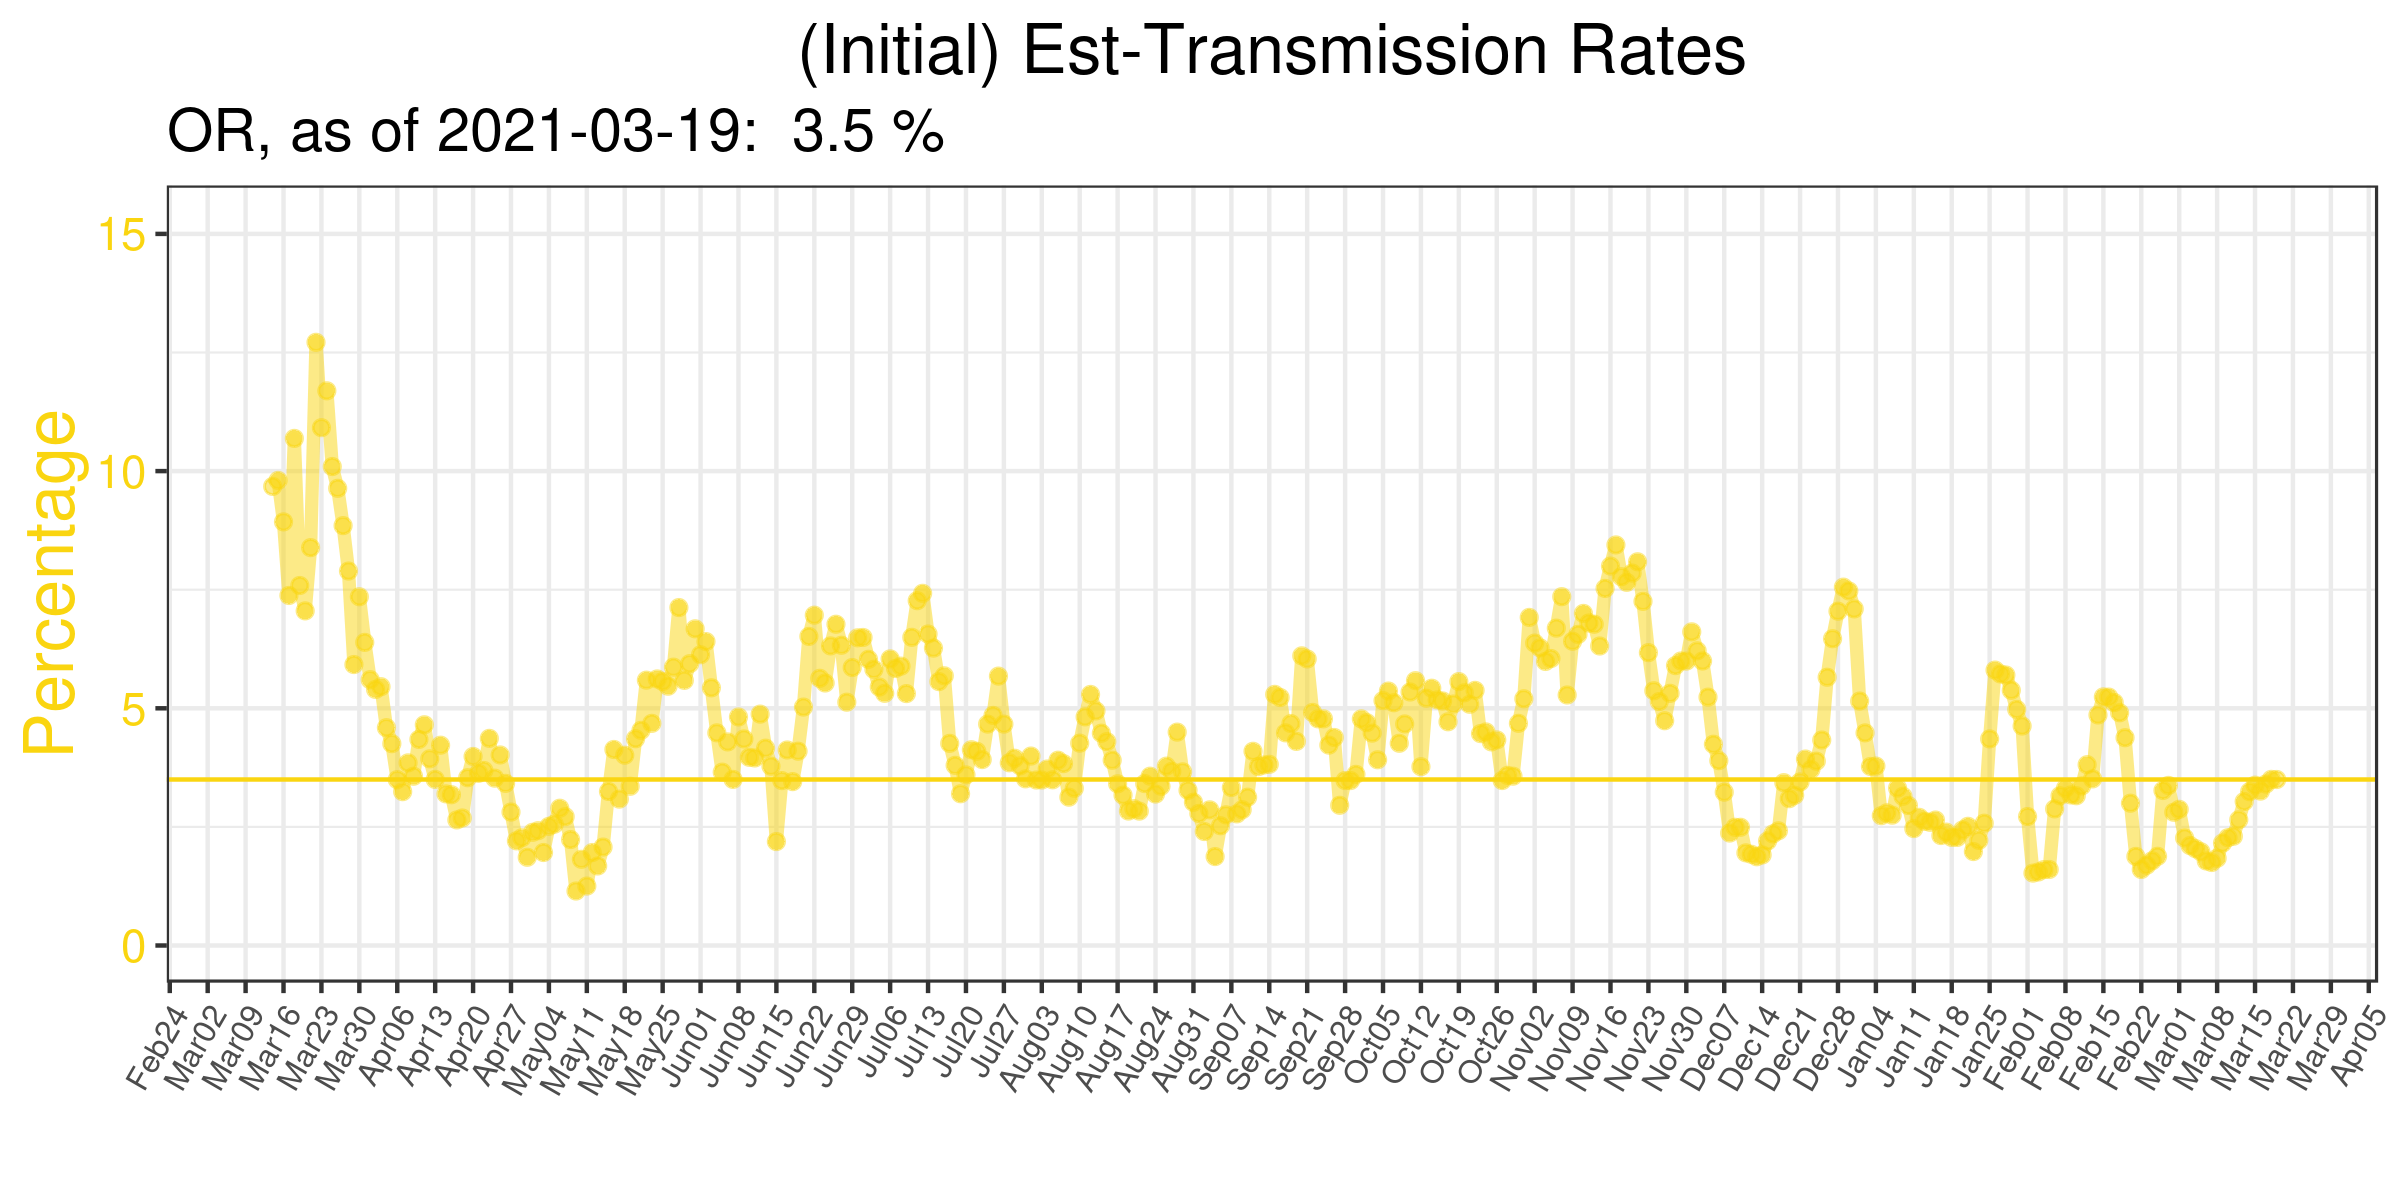 (Initial) Est-Transmission Rates
OR, as of 2021-03-19:  3.5 %
Percentage
15
10
5
0
Feb24
Mar02
Mar09
Mar16
Mar23
Mar30
Apr06
Apr13
Apr20
Apr27
May04
May11
May18
May25
Jun01
Jun08
Jun15
Jun22
Jun29
Jul06
Jul13
Jul20
Jul27
Aug03
Aug10
Aug17
Aug24
Aug31
Sep07
Sep14
Sep21
Sep28
Oct05
Oct12
Oct19
Oct26
Nov02
Nov09
Nov16
Nov23
Nov30
Dec07
Dec14
Dec21
Dec28
Jan04
Jan11
Jan18
Jan25
Feb01
Feb08
Feb15
Feb22
Mar01
Mar08
Mar15
Mar22
Mar29
Apr05